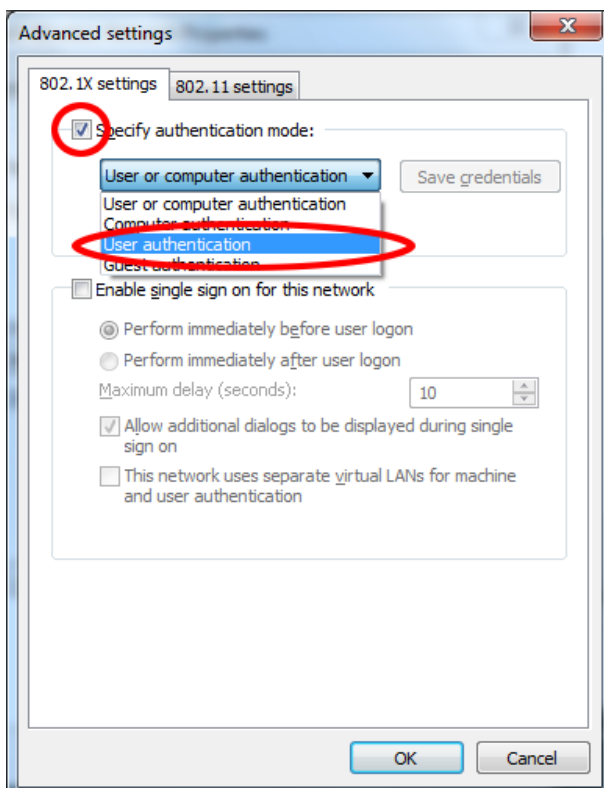 Advanced settings
802.1X settings
802.11 settings
Specify authentication mode:
User or computer authentication
Save credentials
User or computer authentication
Computer authentication
User authentication
Guest authentication
Enable single sign on for this network
Perform immediately before user logon
Perform immediately after user logon
Maximum delay (seconds):
10
Allow additional dialogs to be displayed during single
sign on
This network uses separate virtual LANs for machine
and user authentication
OK
Cancel